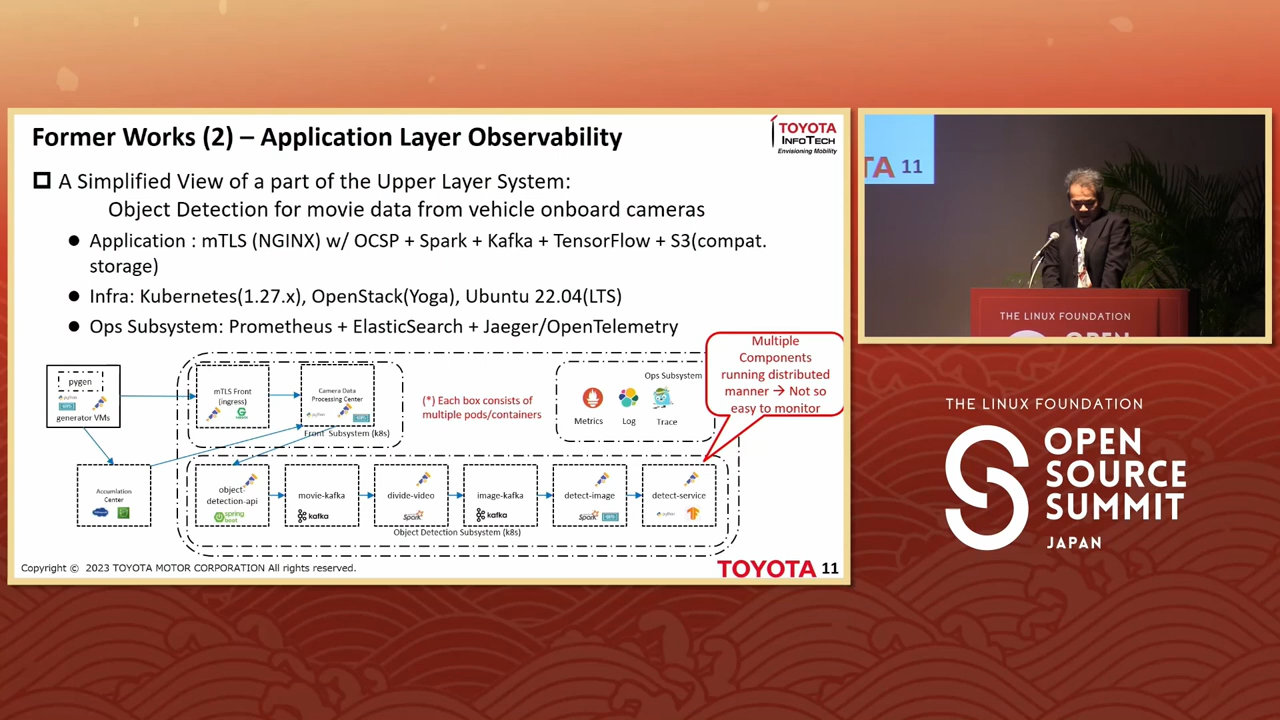 Former Works (2) – Application Layer Observability
TOYOTA
INFOTECH
Envisioning Mobility
A Simplified View of a part of the Upper Layer System:
Object Detection for movie data from vehicle onboard cameras
● Application : mTLS (NGINX) w/ OCSP + Spark + Kafka + TensorFlow + S3(compat.
storage)
● Infra: Kubernetes(1.27.x), OpenStack(Yoga), Ubuntu 22.04(LTS)
● Ops Subsystem: Prometheus + ElasticSearch + Jaeger/OpenTelemetry
Multiple
Components
running distributed
manner → Not so
easy to monitor
pygen
python
generator VMs
mTLS Front
(ingress)
Camera Data
Processing Center
python
Front Subsystem (k8s)
(*) Each box consists of
multiple pods/containers
Ops Subsystem
Metrics
Log
Trace
Accumlation
Center
object-
detection-api
spring
boot
movie-kafka
kafka
divide-video
Spark
image-kafka
kafka
detect-image
Spark
detect-service
python
Object Detection Subsystem (k8s)
Copyright © 2023 TOYOTA MOTOR CORPORATION All rights reserved.
TOYOTA 11
TA 11
THE LINUX FOUNDATION
OPEN
THE LINUX FOUNDATION
OPEN
SOURCE
SUMMIT
JAPAN